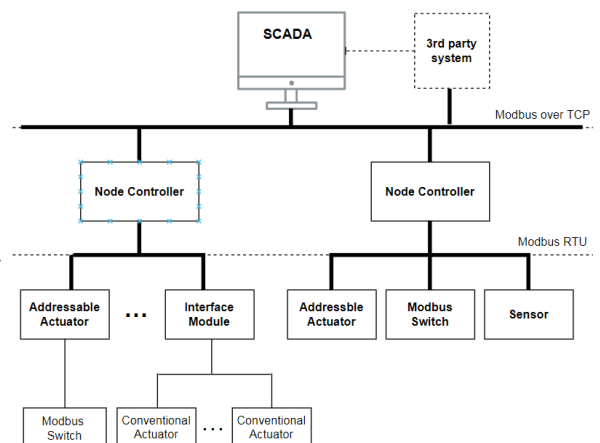 SCADA
3rd party
system
Modbus over TCP
Node Controller
Node Controller
Modbus RTU
Addressable
Actuator
...
Interface
Module
Addressble
Actuator
Modbus
Switch
Sensor
Modbus
Switch
Conventional
Actuator
...
Conventional
Actuator